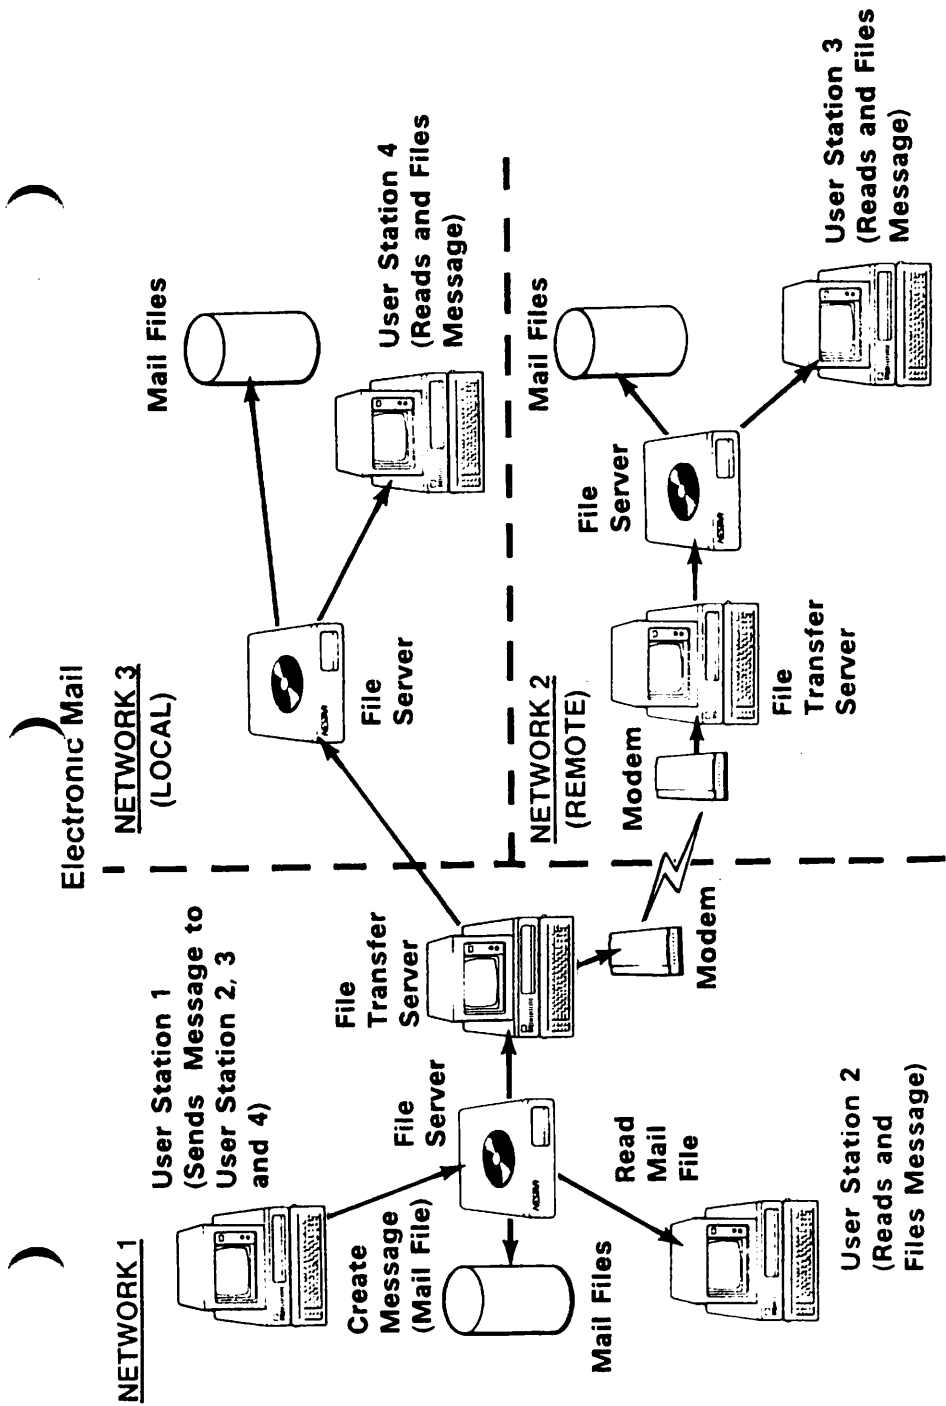 Electronic Mail
NETWORK 1
User Station 1
(Sends Message to
User Station 2, 3
and 4)
Create
Message
(Mail File)
File
Server
File
Transfer
Server
Mail Files
Read
Mail
File
User Station 2
(Reads and
Files Message)
Modem
NETWORK 3
(LOCAL)
File
Server
Mail Files
User Station 4
(Reads and Files
Message)
NETWORK 2
(REMOTE)
Modem
File
Transfer
Server
File
Server
Mail Files
User Station 3
(Reads and Files
Message)
NESTAR
NESTAR
NESTAR